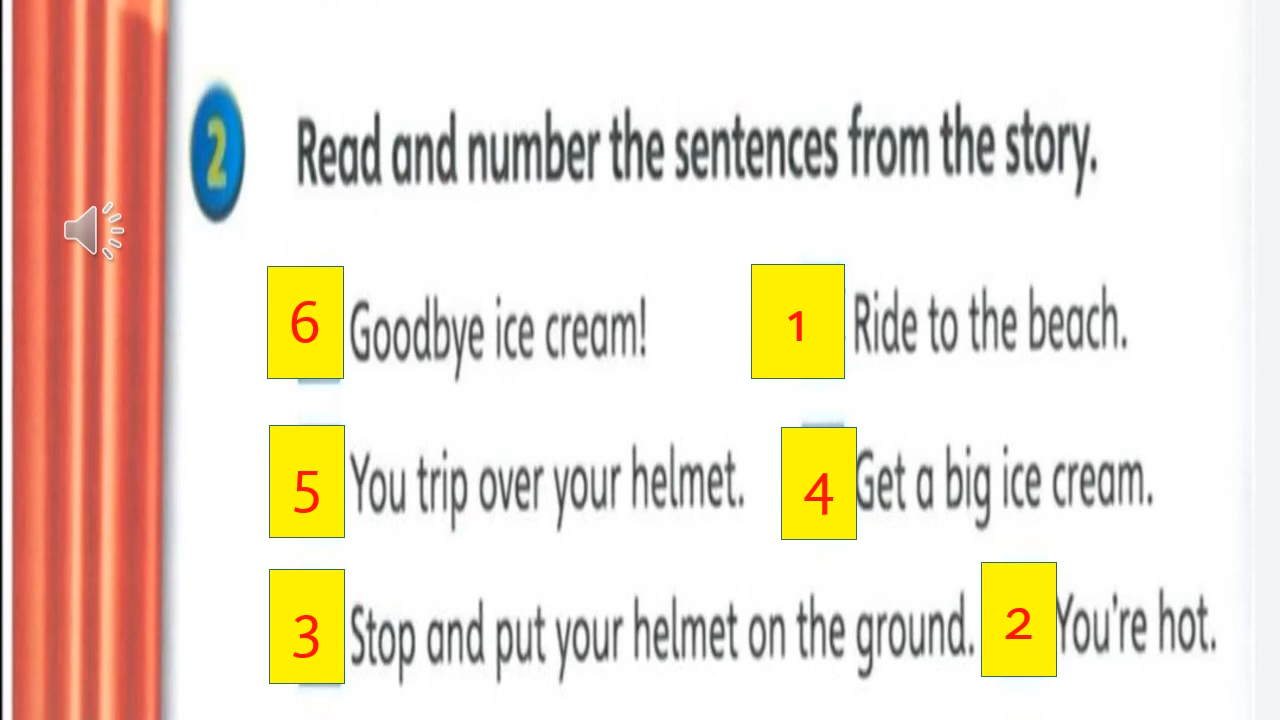 2 Read and number the sentences from the story.
6 Goodbye ice cream! 1 Ride to the beach.
5 You trip over your helmet. 4 Get a big ice cream.
3 Stop and put your helmet on the ground. 2 You're hot.